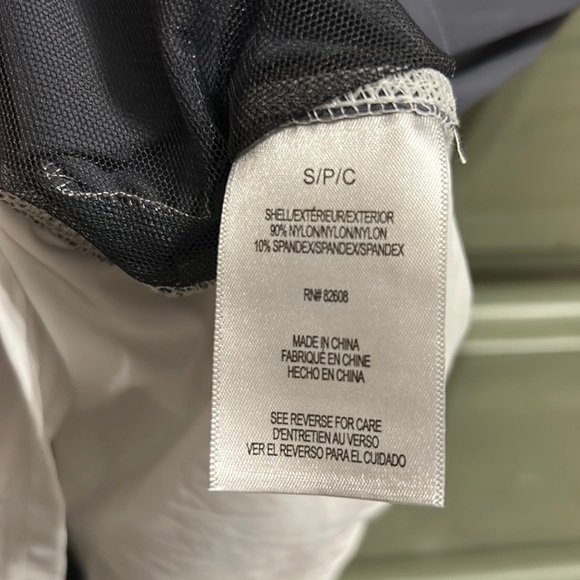 S/P/C
SHELL/EXTÉRIEUR/EXTERIOR
90% NYLON/NYLON/NYLON
10% SPANDEX/SPANDEX/SPANDEX
RN# 82608
MADE IN CHINA
FABRIQUÉ EN CHINE
HECHO EN CHINA
SEE REVERSE FOR CARE
D'ENTRETIEN AU VERSO
VER EL REVERSO PARA EL CUIDADO